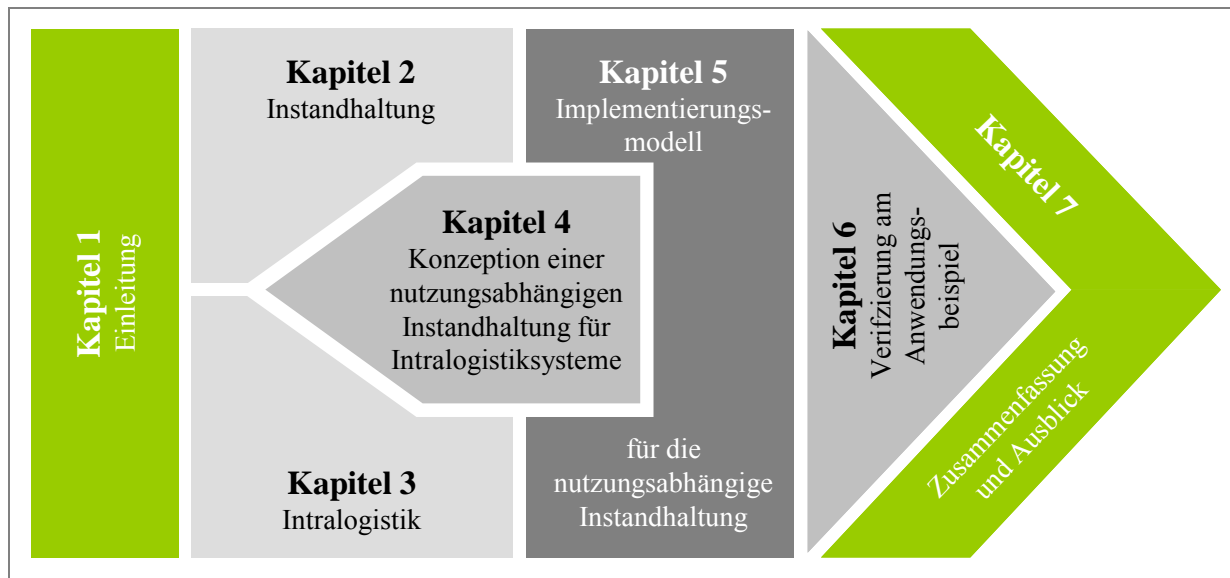 Kapitel 1
Einleitung
Kapitel 2
Instandhaltung
Kapitel 3
Intralogistik
Kapitel 4
Konzeption einer
nutzungsabhängigen
Instandhaltung für
Intralogistiksysteme
Kapitel 5
Implementierungs-
modell
für die
nutzungsabhängige
Instandhaltung
Kapitel 6
Verifzierung am
Anwendungs-
beispiel
Kapitel 7
Zusammenfassung
und Ausblick